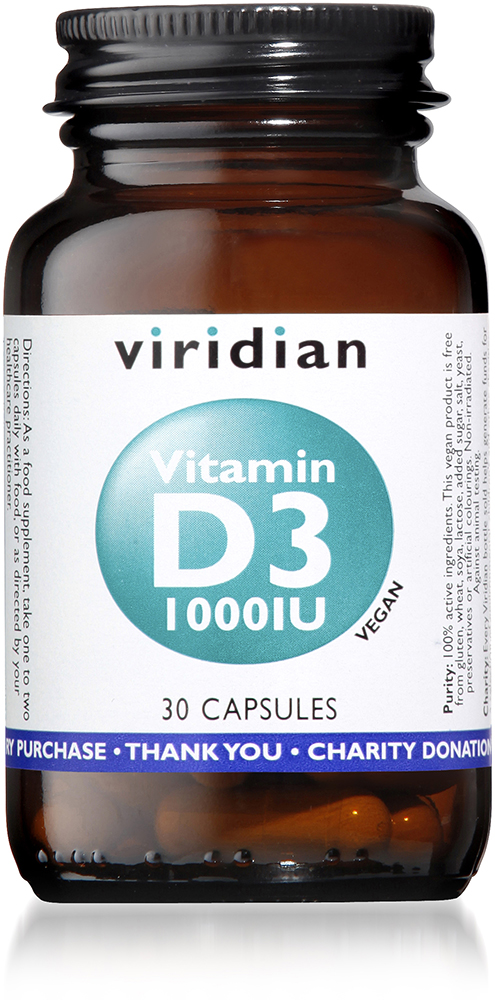 viridian
Vitamin
D3
1000IU
VEGAN
30 CAPSULES
RY PURCHASE • THANK YOU • CHARITY DONATION
Directions: As a food supplement, take one to two
capsules daily with food, or as directed by your
healthcare practitioner.
Purity: 100% active ingredients. This vegan product is free
from gluten, wheat, soya, lactose, added sugar, salt, yeast,
preservatives or artificial colourings. Non-irradiated.
Against animal testing.
Charity: Every Viridian bottle sold helps generate funds for